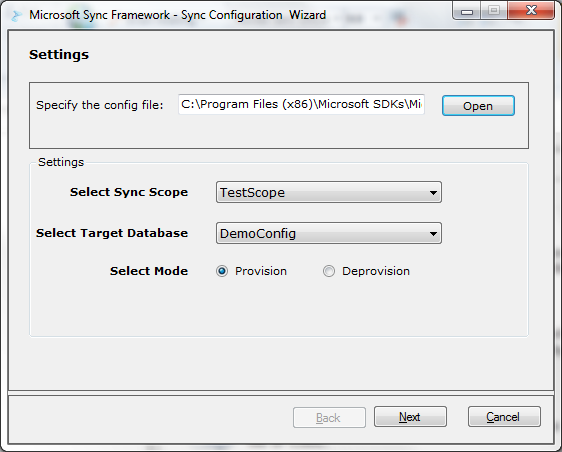 Microsoft Sync Framework - Sync Configuration Wizard
Settings
Specify the config file: C:\Program Files (x86)\Microsoft SDKs\Mi Open
Settings
Select Sync Scope TestScope
Select Target Database DemoConfig
Select Mode Provision Deprovision
Back Next Cancel